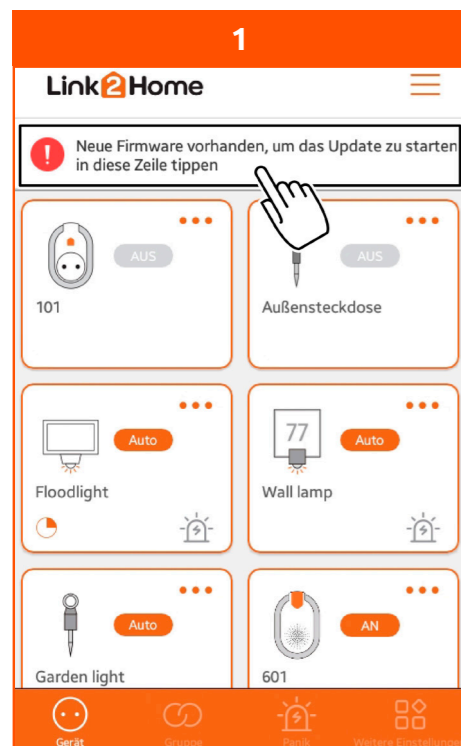 1
Link2Home
Neue Firmware vorhanden, um das Update zu starten
in diese Zeile tippen
AUS
AUS
101
Außensteckdose
Auto
77
Auto
Floodlight
Wall lamp
Auto
AN
Garden light
601
Gerät
Gruppe
Panik
Weitere Einstellunge